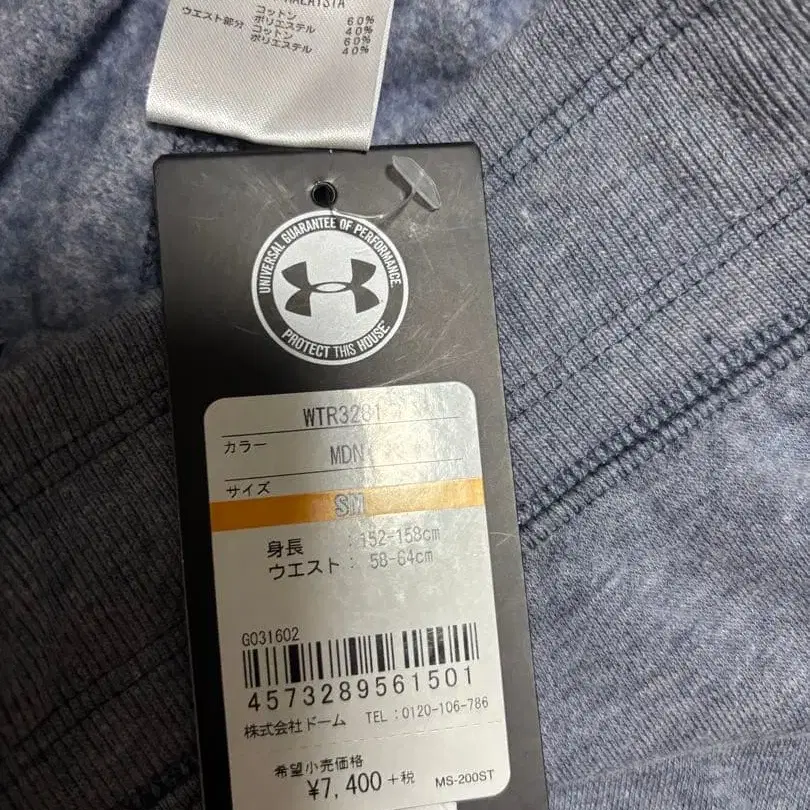 コットン 60%
ポリエステル 40%
ウエスト部分 コットン 60%
ポリエステル 40%
UNIVERSAL GUARANTEE OF PERFORMANCE.
PROTECT THIS HOUSE.
WTR3281
カラー MDN
サイズ
SM
身長 :152-158cm
ウエスト: 58-64cm
G031602
4573289561501
株式会社ドーム TEL:0120-106-786
希望小売価格
¥7,400+税 MS-200ST